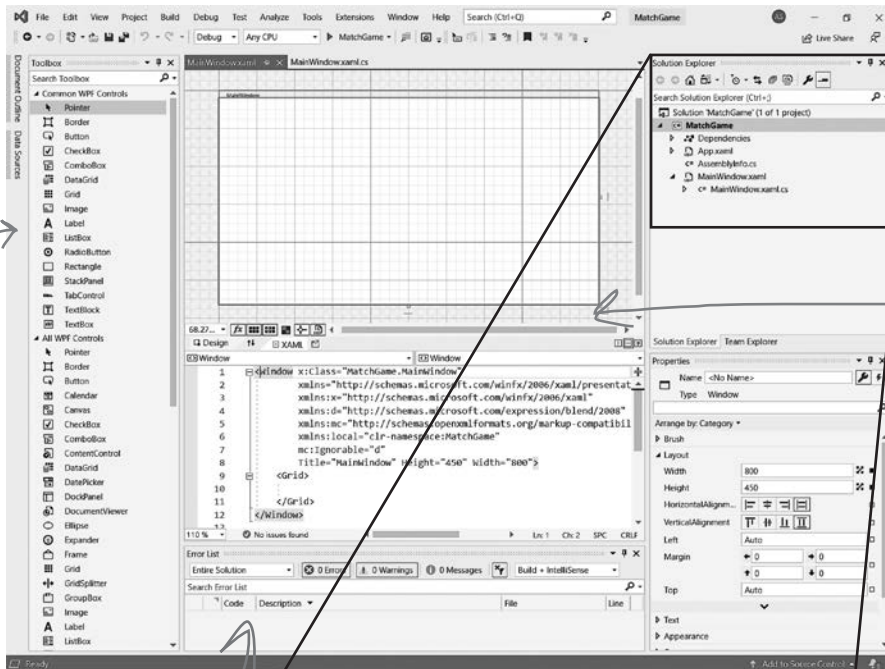 File Edit View Project Build Debug Test Analyze Tools Extensions Window Help Search (Ctrl+Q) MatchGame
Debug Any CPU MatchGame Live Share
Document Outline
Data Sources
Toolbox
Search Toolbox
Common WPF Controls
Pointer
Border
Button
CheckBox
ComboBox
DataGrid
Grid
Image
Label
ListBox
RadioButton
Rectangle
StackPanel
TabControl
TextBlock
TextBox
All WPF Controls
Pointer
Border
Button
Calendar
Canvas
CheckBox
ComboBox
ContentControl
DataGrid
DatePicker
DockPanel
DocumentViewer
Ellipse
Expander
Frame
Grid
GridSplitter
GroupBox
Image
Label
ListBox
MainWindow.xaml MainWindow.xaml.cs
MainWindow
68.27...
Design XAML
Window Window
1 <Window x:Class="MatchGame.MainWindow"
2 xmlns="http://schemas.microsoft.com/winfx/2006/xaml/presentat
3 xmlns:x="http://schemas.microsoft.com/winfx/2006/xaml"
4 xmlns:d="http://schemas.microsoft.com/expression/blend/2008"
5 xmlns:mc="http://schemas.openxmlformats.org/markup-compatibil
6 xmlns:local="clr-namespace:MatchGame"
7 mc:Ignorable="d"
8 Title="MainWindow" Height="450" Width="800">
9 <Grid>
10
11 </Grid>
12 </Window>
13
110 % No issues found Ln: 1 Ch: 2 SPC CRLF
Error List
Entire Solution 0 Errors 0 Warnings 0 Messages Build + IntelliSense
Search Error List
Code Description File Line
Solution Explorer
Search Solution Explorer (Ctrl+;)
Solution 'MatchGame' (1 of 1 project)
MatchGame
Dependencies
App.xaml
AssemblyInfo.cs
MainWindow.xaml
MainWindow.xaml.cs
Solution Explorer Team Explorer
Properties
Name <No Name>
Type Window
Arrange by: Category
Brush
Layout
Width 800
Height 450
HorizontalAlignm...
VerticalAlignment
Left Auto
Margin 0 0
0 0
Top Auto
Text
Appearance
Ready Add to Source Control